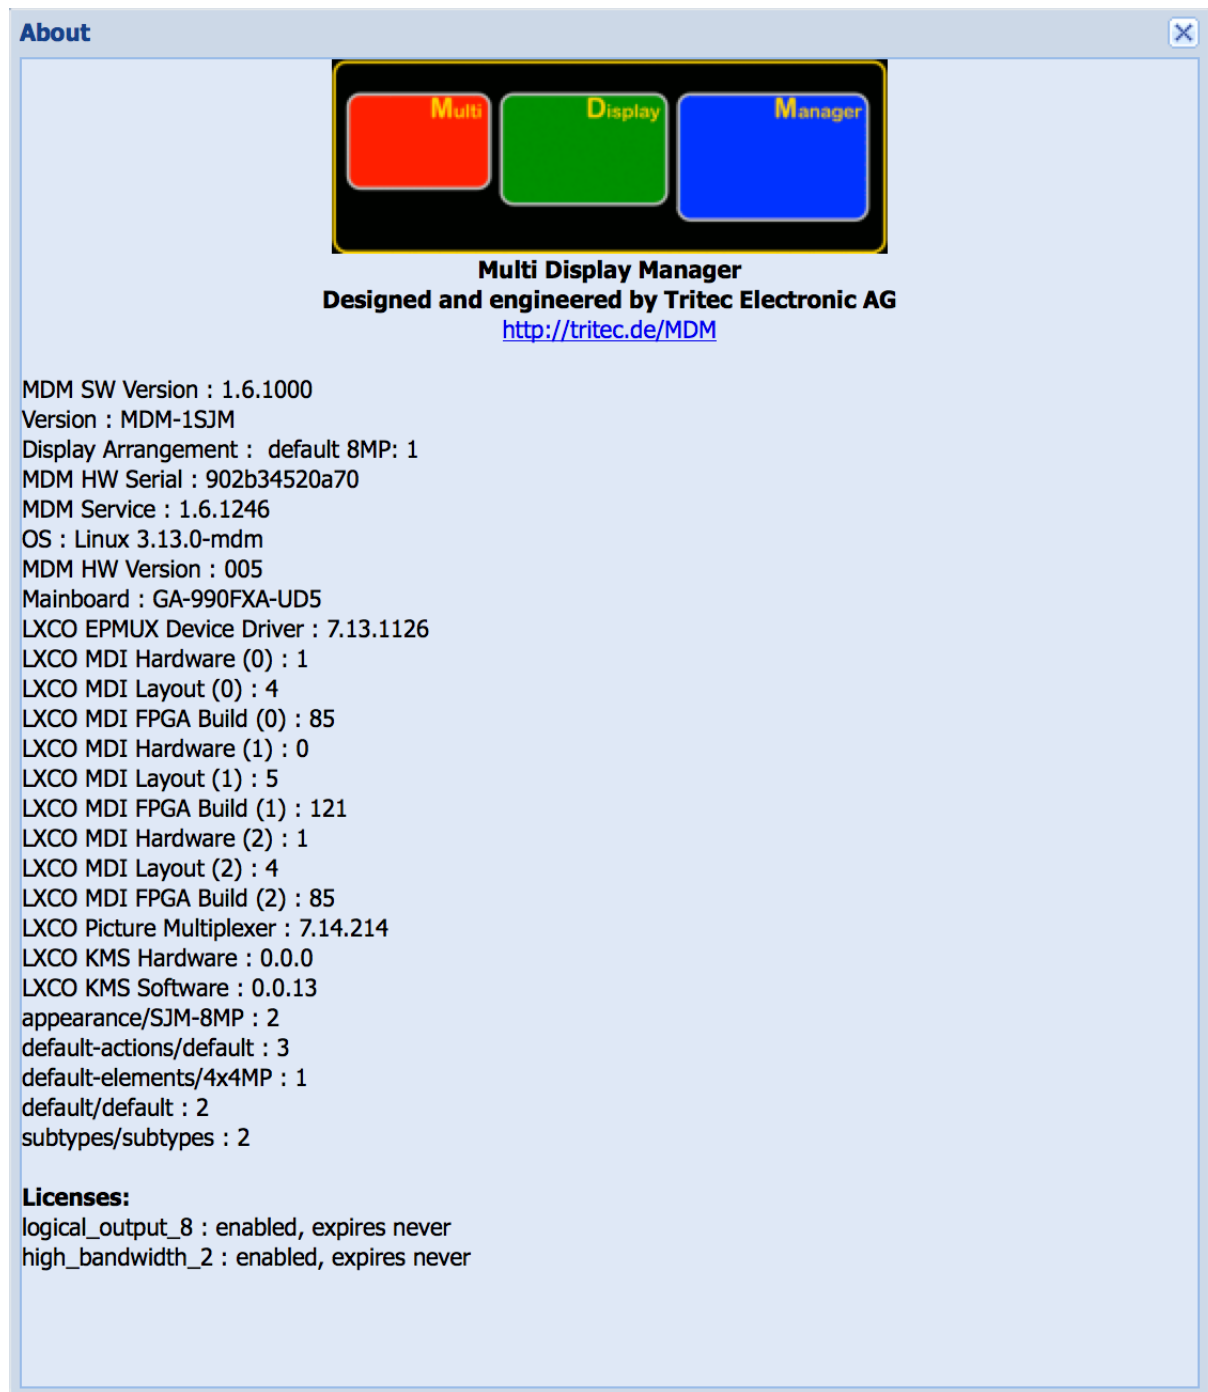 About
Multi Display Manager
Multi Display Manager
Designed and engineered by Tritec Electronic AG
http://tritec.de/MDM
MDM SW Version : 1.6.1000
Version : MDM-1SJM
Display Arrangement :  default 8MP: 1
MDM HW Serial : 902b34520a70
MDM Service : 1.6.1246
OS : Linux 3.13.0-mdm
MDM HW Version : 005
Mainboard : GA-990FXA-UD5
LXCO EPMUX Device Driver : 7.13.1126
LXCO MDI Hardware (0) : 1
LXCO MDI Layout (0) : 4
LXCO MDI FPGA Build (0) : 85
LXCO MDI Hardware (1) : 0
LXCO MDI Layout (1) : 5
LXCO MDI FPGA Build (1) : 121
LXCO MDI Hardware (2) : 1
LXCO MDI Layout (2) : 4
LXCO MDI FPGA Build (2) : 85
LXCO Picture Multiplexer : 7.14.214
LXCO KMS Hardware : 0.0.0
LXCO KMS Software : 0.0.13
appearance/SJM-8MP : 2
default-actions/default : 3
default-elements/4x4MP : 1
default/default : 2
subtypes/subtypes : 2
Licenses:
logical_output_8 : enabled, expires never
high_bandwidth_2 : enabled, expires never